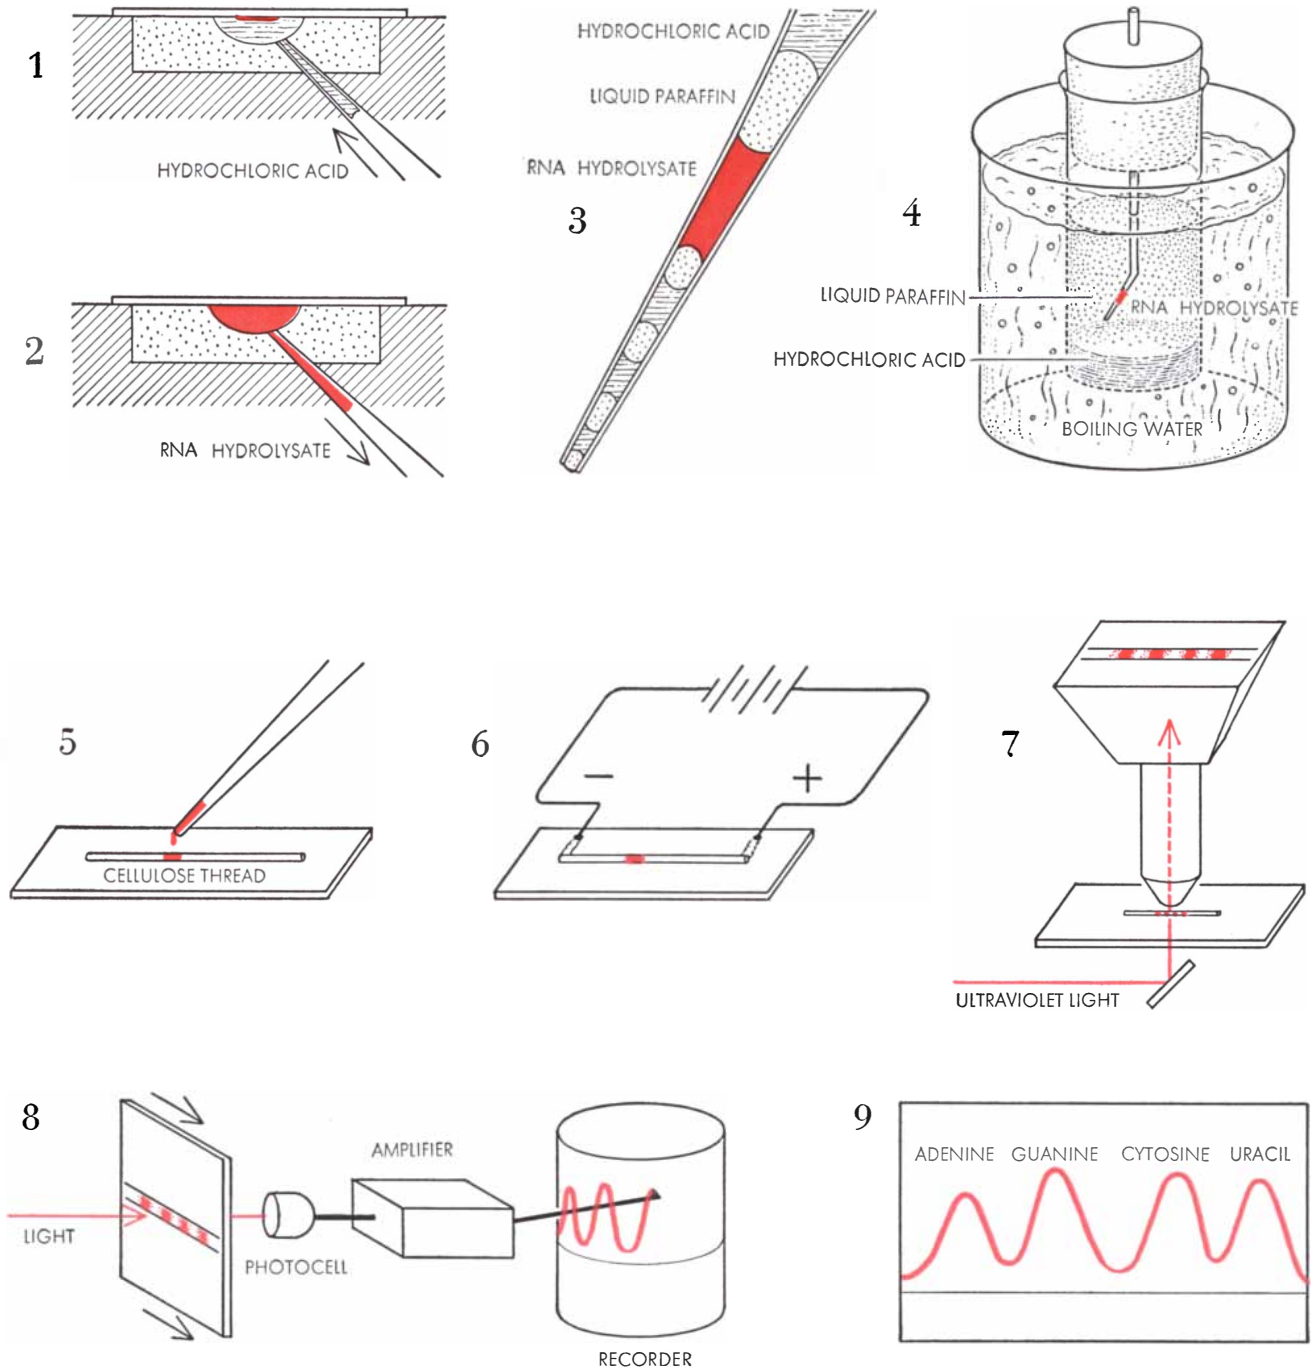 1
HYDROCHLORIC ACID
2
RNA HYDROLYSATE
HYDROCHLORIC ACID
LIQUID PARAFFIN
RNA HYDROLYSATE
3
4
LIQUID PARAFFIN
RNA HYDROLYSATE
HYDROCHLORIC ACID
BOILING WATER
5
CELLULOSE THREAD
6
− +
7
ULTRAVIOLET LIGHT
8
LIGHT
PHOTOCELL
AMPLIFIER
RECORDER
9
ADENINE GUANINE CYTOSINE URACIL